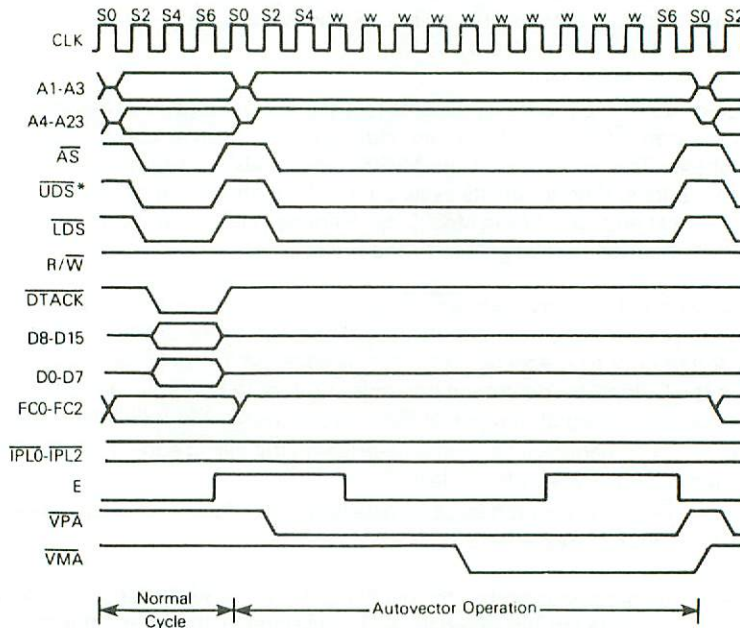 S0 S2 S4 S6 S0 S2 S4 w w w w w w w w w w S6 S0 S2
CLK
A1-A3
A4-A23
AS
UDS*
LDS
R/W
DTACK
D8-D15
D0-D7
FC0-FC2
IPL0-IPL2
E
VPA
VMA
Normal
Cycle
Autovector Operation